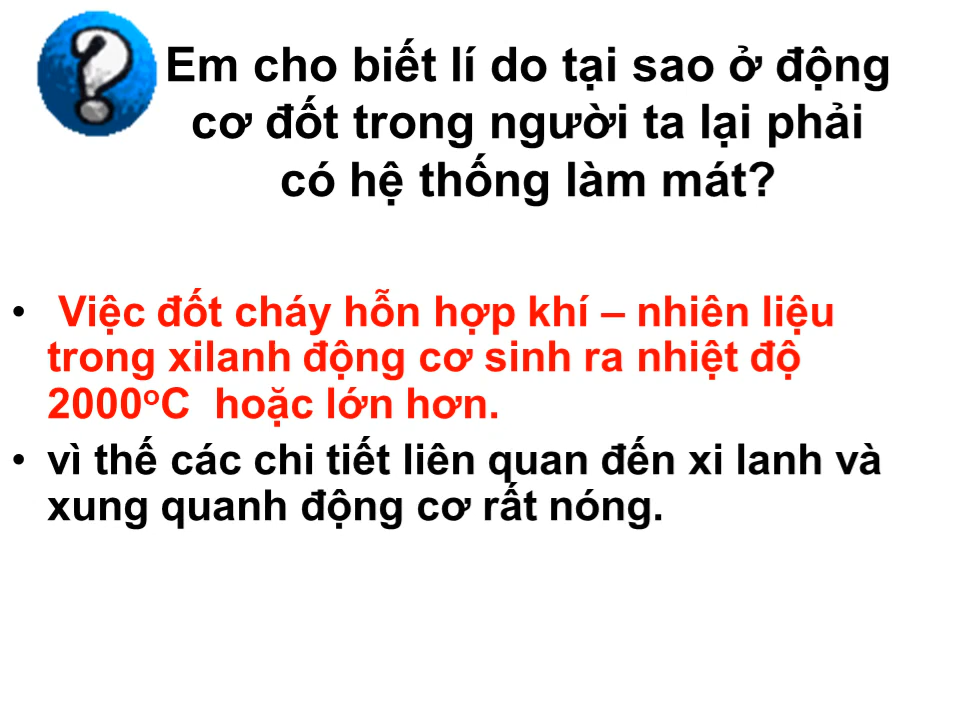 Em cho biết lí do tại sao ở động
cơ đốt trong người ta lại phải
có hệ thống làm mát?
• Việc đốt cháy hỗn hợp khí – nhiên liệu
trong xilanh động cơ sinh ra nhiệt độ
2000ºC hoặc lớn hơn.
• vì thế các chi tiết liên quan đến xi lanh và
xung quanh động cơ rất nóng.